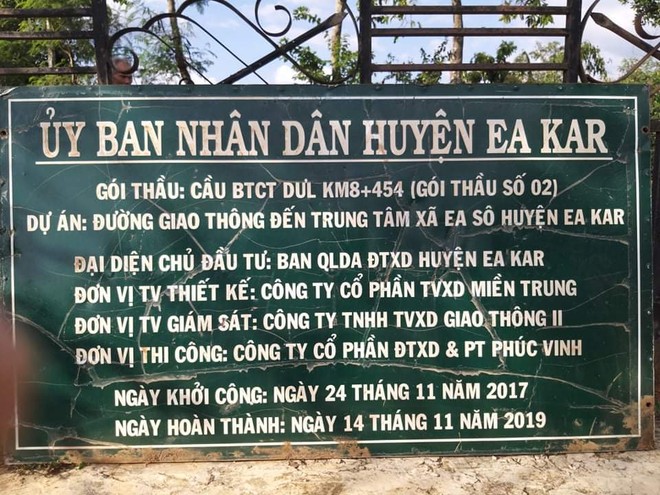 ỦY BAN NHÂN DÂN HUYỆN EA KAR
GÓI THẦU: CẦU BTCT DƯL KM8+454 (GÓI THẦU SỐ 02)
DỰ ÁN: ĐƯỜNG GIAO THÔNG ĐẾN TRUNG TÂM XÃ EA SÔ HUYỆN EA KAR
ĐẠI DIỆN CHỦ ĐẦU TƯ: BAN QLDA ĐTXD HUYỆN EA KAR
ĐƠN VỊ TV THIẾT KẾ: CÔNG TY CỔ PHẦN TVXD MIỀN TRUNG
ĐƠN VỊ TV GIÁM SÁT: CÔNG TY TNHH TVXD GIAO THÔNG II
ĐƠN VỊ THI CÔNG: CÔNG TY CỔ PHẦN ĐTXD & PT PHÚC VINH
NGÀY KHỞI CÔNG: NGÀY 24 THÁNG 11 NĂM 2017
NGÀY HOÀN THÀNH: NGÀY 14 THÁNG 11 NĂM 2019